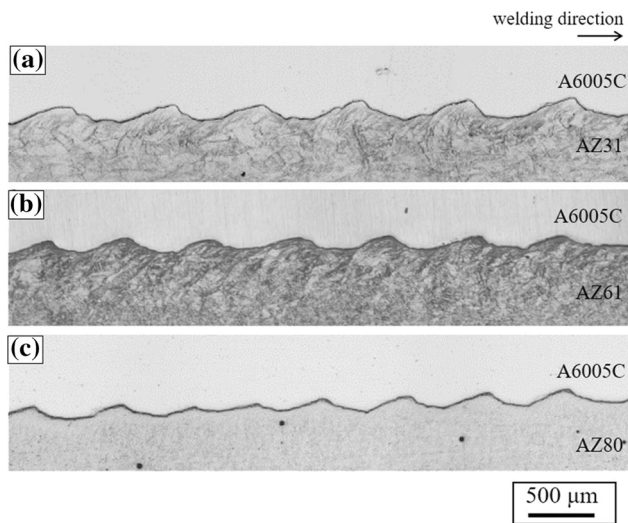 welding direction
(a)
A6005C
AZ31
(b)
A6005C
AZ61
(c)
A6005C
AZ80
500 μm